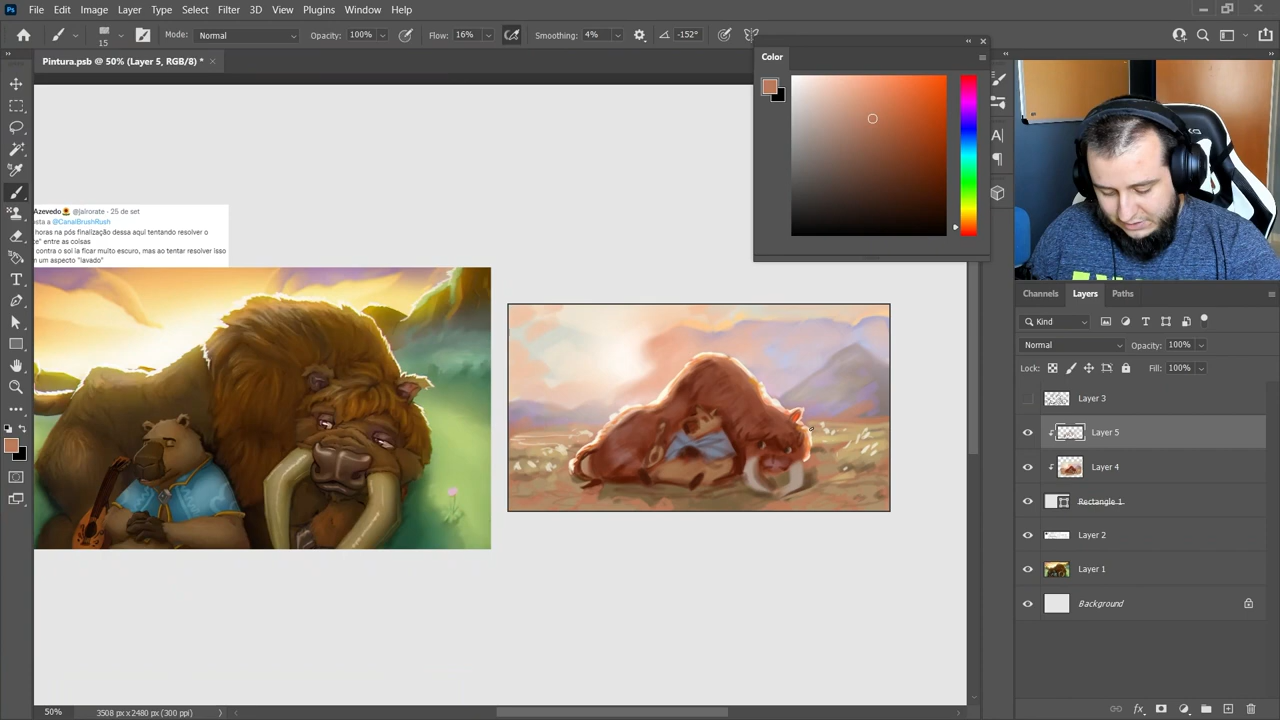 Ps File Edit Image Layer Type Select Filter 3D View Plugins Window Help
15 Mode: Normal Opacity: 100% Flow: 16% Smoothing: 4% -152°
Pintura.psb @ 50% (Layer 5, RGB/8) *
Color
Azevedo @jairorate · 25 de set
sta a @CanalBrushRush
horas na pós finalização dessa aqui tentando resolver o
e" entre as coisas
contra o sol ia ficar muito escuro, mas ao tentar resolver isso
m um aspecto "lavado"
Channels Layers Paths
Kind
Normal Opacity: 100%
Lock: Fill: 100%
Layer 3
Layer 5
Layer 4
Rectangle 1
Layer 2
Layer 1
Background
50% 3508 px x 2480 px (300 ppi)